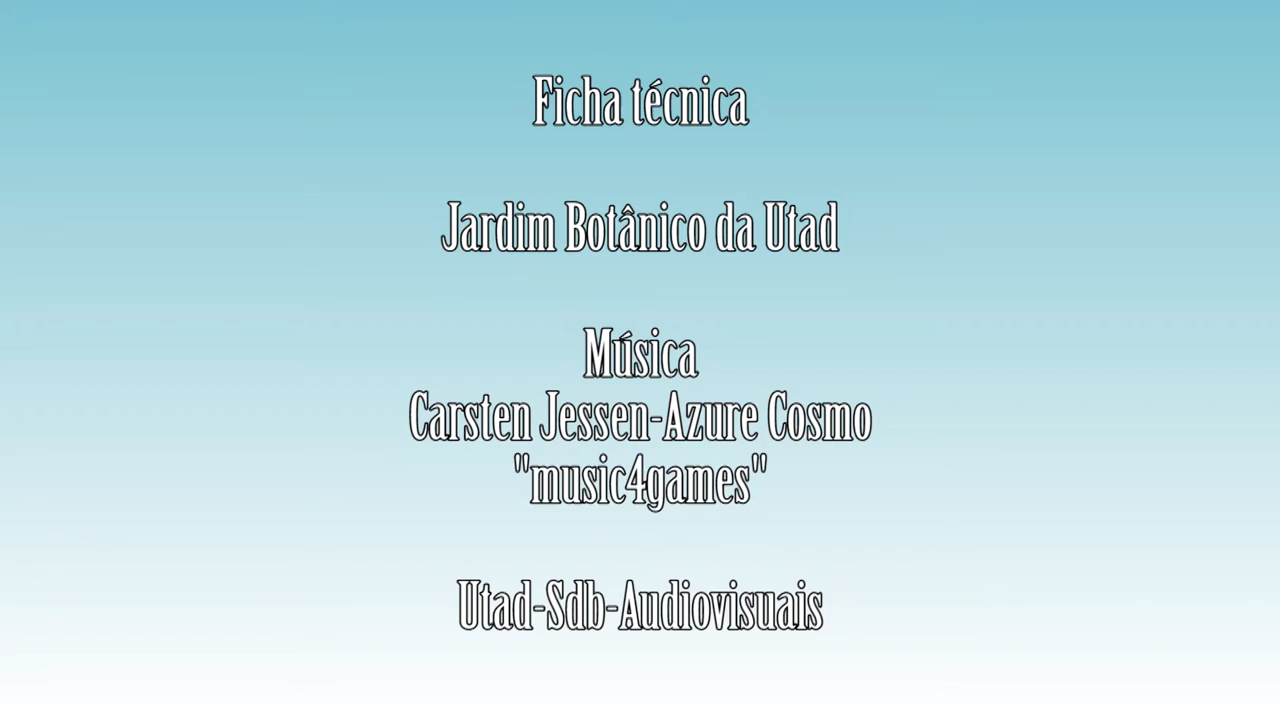 Ficha técnica
Jardim Botânico da Utad
Música
Carsten Jessen-Azure Cosmo
"music4games"
Utad-Sdb-Audiovisuais